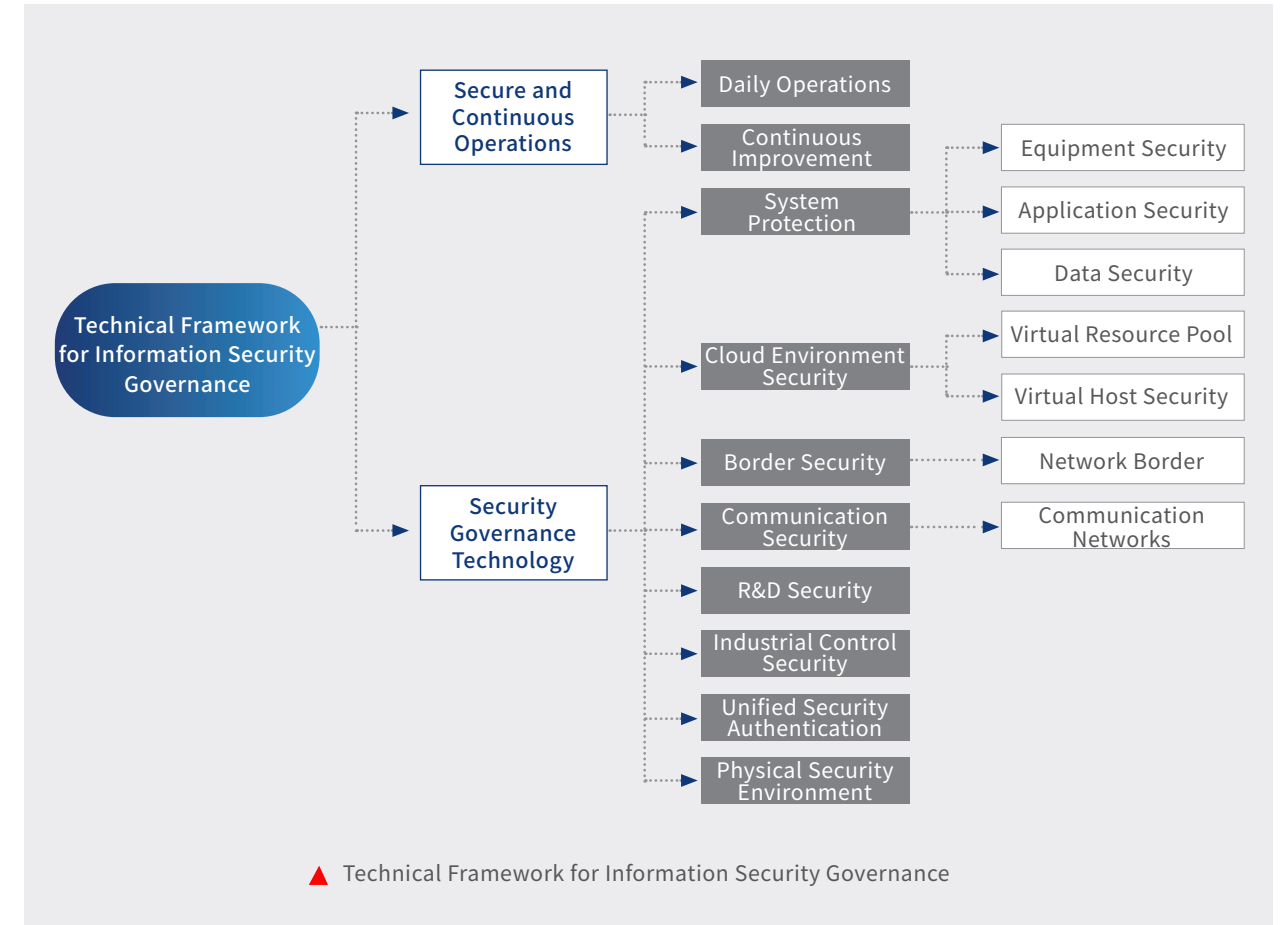 Technical Framework
for Information Security
Governance
Secure and
Continuous
Operations
Security
Governance
Technology
Daily Operations
Continuous
Improvement
System
Protection
Cloud Environment
Security
Border Security
Communication
Security
R&D Security
Industrial Control
Security
Unified Security
Authentication
Physical Security
Environment
Equipment Security
Application Security
Data Security
Virtual Resource Pool
Virtual Host Security
Network Border
Communication
Networks
Technical Framework for Information Security Governance